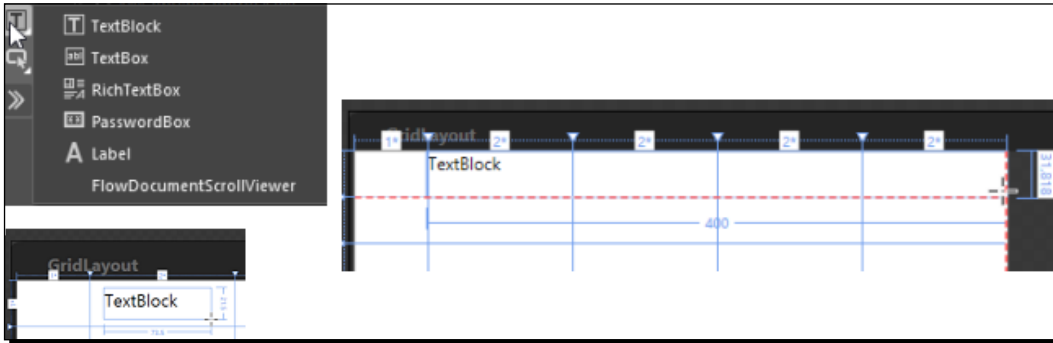 TextBlock
TextBox
RichTextBox
PasswordBox
A Label
FlowDocumentScrollViewer
GridLayout
1* 2* 2* 2* 2*
TextBlock
31,818
400
GridLayout
TextBlock